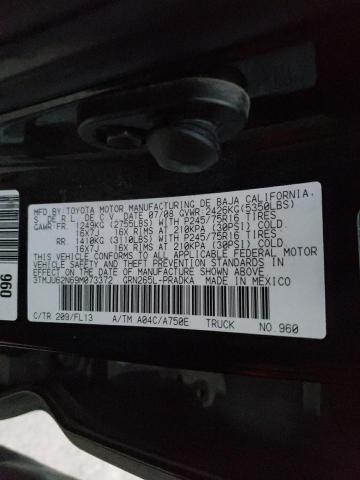 MFD.BY:TOYOTA MOTOR MANUFACTURING DE BAJA CALIFORNIA,
S. DE R.L. DE C.V. DATE 07/08 GVWR 2426KG(5350LBS)
GAWR-FR. 1249KG (2755LBS) WITH P245/75R16 TIRES
16X7J 16X RIMS AT 210KPA (30PSI) COLD.
RR. 1410KG (3110LBS) WITH P245/75R16 TIRES
16X7J 16X RIMS AT 210KPA (30PSI) COLD.
THIS VEHICLE CONFORMS TO ALL APPLICABLE FEDERAL MOTOR
VEHICLE SAFETY AND THEFT PREVENTION STANDARDS IN
EFFECT ON THE DATE OF MANUFACTURE SHOWN ABOVE.
3TMJU62N69M073372 GRN265L-PRADKA MADE IN MEXICO
C/TR 209/FL13 A/TM A04C/A750E TRUCK NO.960
960